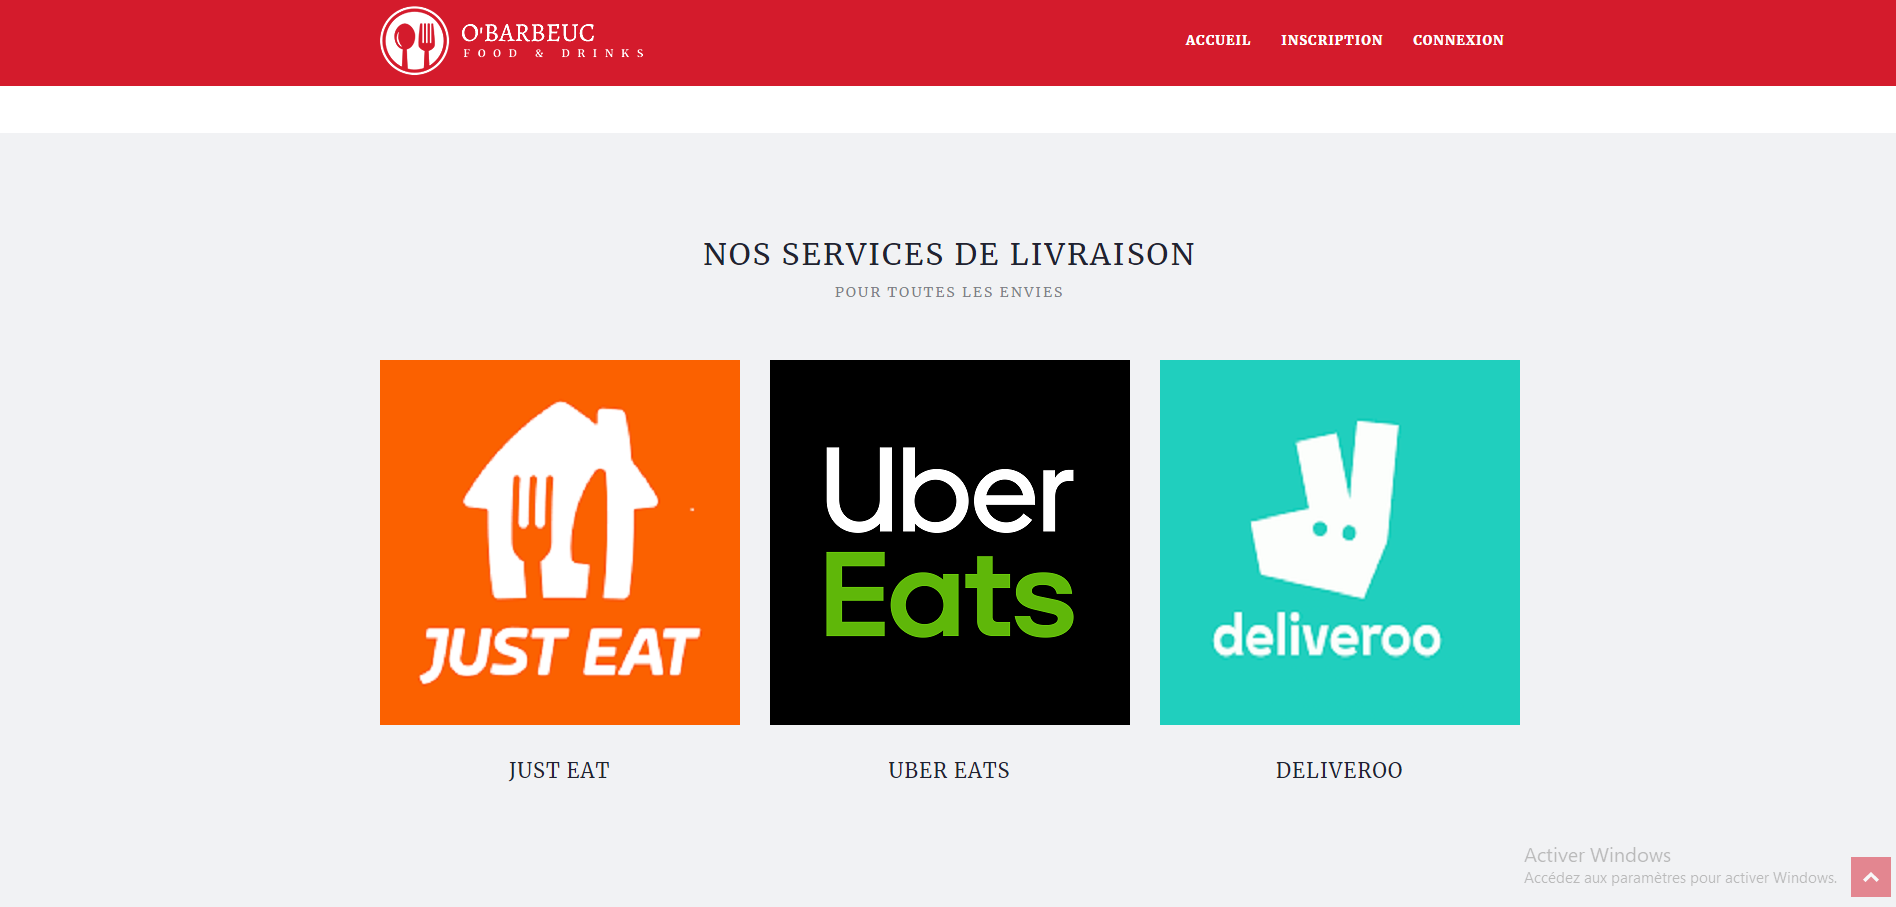 O'BARBEUC
FOOD & DRINKS
ACCUEIL INSCRIPTION CONNEXION
NOS SERVICES DE LIVRAISON
POUR TOUTES LES ENVIES
JUST EAT
Uber
Eats
deliveroo
JUST EAT
UBER EATS
DELIVEROO
Activer Windows
Accédez aux paramètres pour activer Windows.